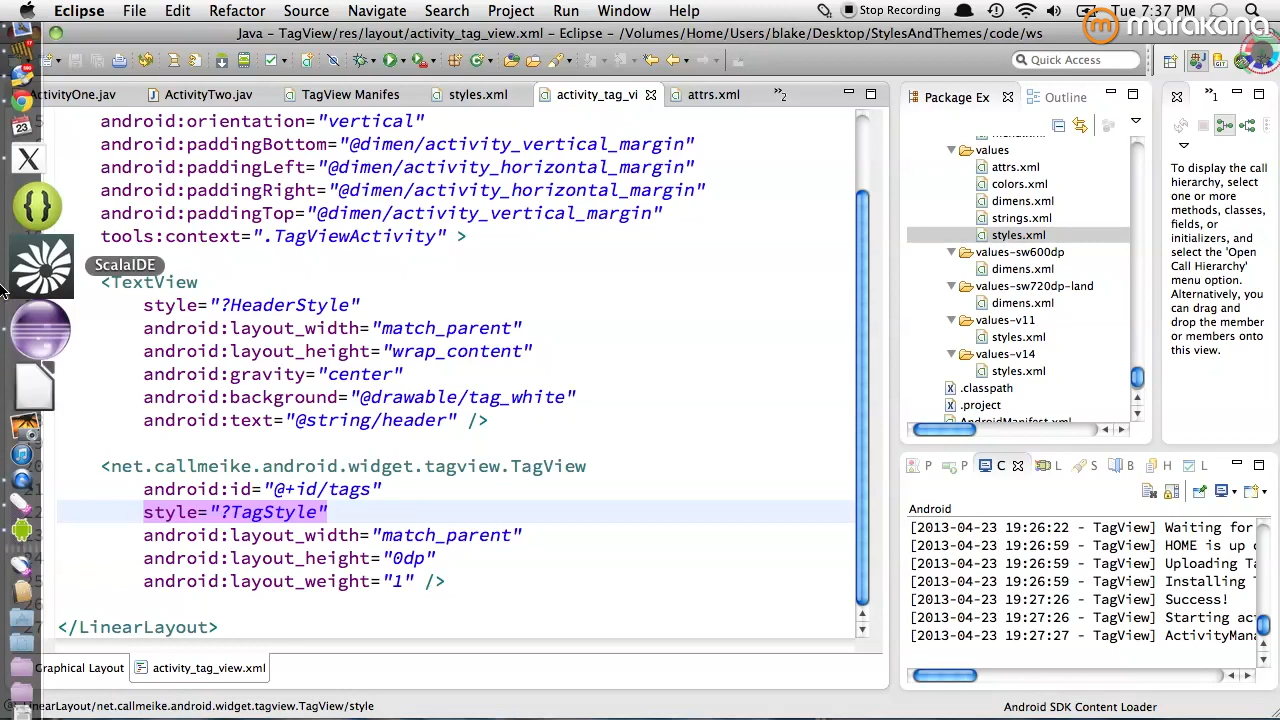 Eclipse File Edit Refactor Source Navigate Search Project Run Window Help Stop Recording Tue 7:37 PM
marakana
Java - TagView/res/layout/activity_tag_view.xml - Eclipse - /Volumes/Home/Users/blake/Desktop/StylesAndThemes/code/ws
Quick Access
ctivityOne.java ActivityTwo.java TagView Manifes styles.xml activity_tag_vi attrs.xml »2
android:orientation="vertical"
android:paddingBottom="@dimen/activity_vertical_margin"
android:paddingLeft="@dimen/activity_horizontal_margin"
android:paddingRight="@dimen/activity_horizontal_margin"
android:paddingTop="@dimen/activity_vertical_margin"
tools:context=".TagViewActivity" >
ScalaIDE
<TextView
style="?HeaderStyle"
android:layout_width="match_parent"
android:layout_height="wrap_content"
android:gravity="center"
android:background="@drawable/tag_white"
android:text="@string/header" />
<net.callmeike.android.widget.tagview.TagView
android:id="@+id/tags"
style="?TagStyle"
android:layout_width="match_parent"
android:layout_height="0dp"
android:layout_weight="1" />
</LinearLayout>
Graphical Layout activity_tag_view.xml
LinearLayout/net.callmeike.android.widget.tagview.TagView/style
Package Ex Outline
values
attrs.xml
colors.xml
dimens.xml
strings.xml
styles.xml
values-sw600dp
dimens.xml
values-sw720dp-land
dimens.xml
values-v11
styles.xml
values-v14
styles.xml
.classpath
.project
AndroidManifest.xml
»1
To display the call
hierarchy, select
one or more
methods, classes,
fields, or
initializers, and
select the 'Open
Call Hierarchy'
menu option.
Alternatively, you
can drag and
drop the member
or members onto
this view.
P P C L S B H L
Android
[2013-04-23 19:26:22 - TagView] Waiting for
[2013-04-23 19:26:59 - TagView] HOME is up
[2013-04-23 19:26:59 - TagView] Uploading Ta
[2013-04-23 19:26:59 - TagView] Installing T
[2013-04-23 19:27:26 - TagView] Success!
[2013-04-23 19:27:26 - TagView] Starting act
[2013-04-23 19:27:27 - TagView] ActivityMana
Android SDK Content Loader